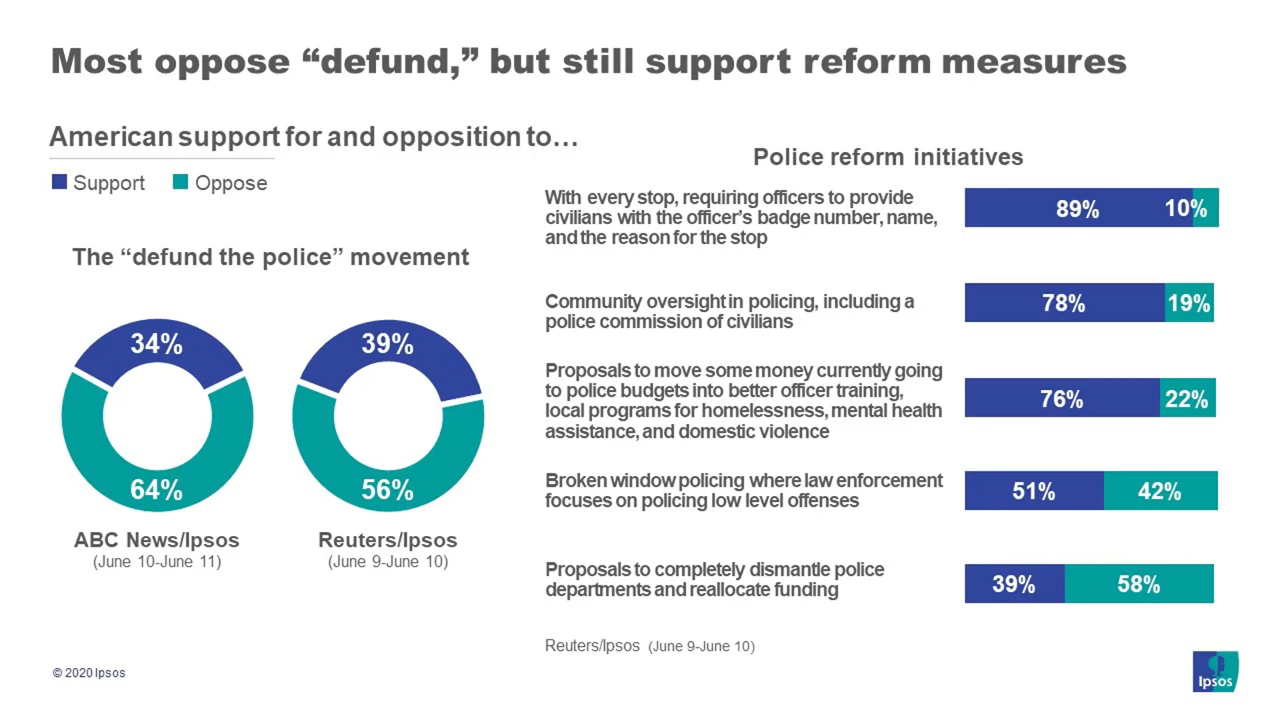 Most oppose “defund,” but still support reform measures
American support for and opposition to…
Support
Oppose
The “defund the police” movement
34%
64%
ABC News/Ipsos
(June 10-June 11)
39%
56%
Reuters/Ipsos
(June 9-June 10)
Police reform initiatives
With every stop, requiring officers to provide
civilians with the officer’s badge number, name,
and the reason for the stop
89%
10%
Community oversight in policing, including a
police commission of civilians
78%
19%
Proposals to move some money currently going
to police budgets into better officer training,
local programs for homelessness, mental health
assistance, and domestic violence
76%
22%
Broken window policing where law enforcement
focuses on policing low level offenses
51%
42%
Proposals to completely dismantle police
departments and reallocate funding
39%
58%
Reuters/Ipsos (June 9-June 10)
© 2020 Ipsos
Ipsos